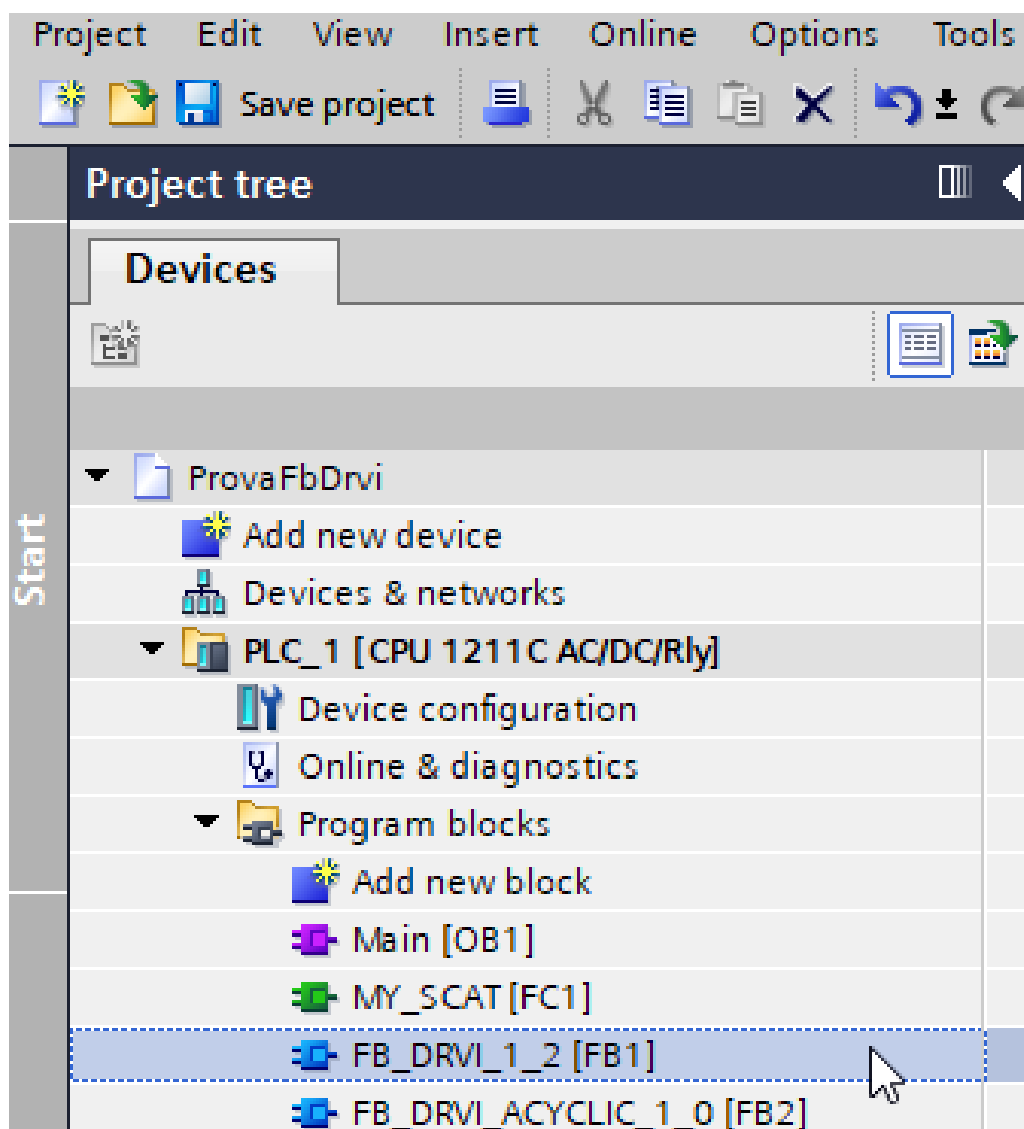 Project Edit View Insert Online Options Tools
Save project
Project tree
Devices
Start
ProvaFbDrvi
Add new device
Devices & networks
PLC_1 [CPU 1211C AC/DC/Rly]
Device configuration
Online & diagnostics
Program blocks
Add new block
Main [OB1]
MY_SCAT [FC1]
FB_DRVI_1_2 [FB1]
FB_DRVI_ACYCLIC_1_0 [FB2]